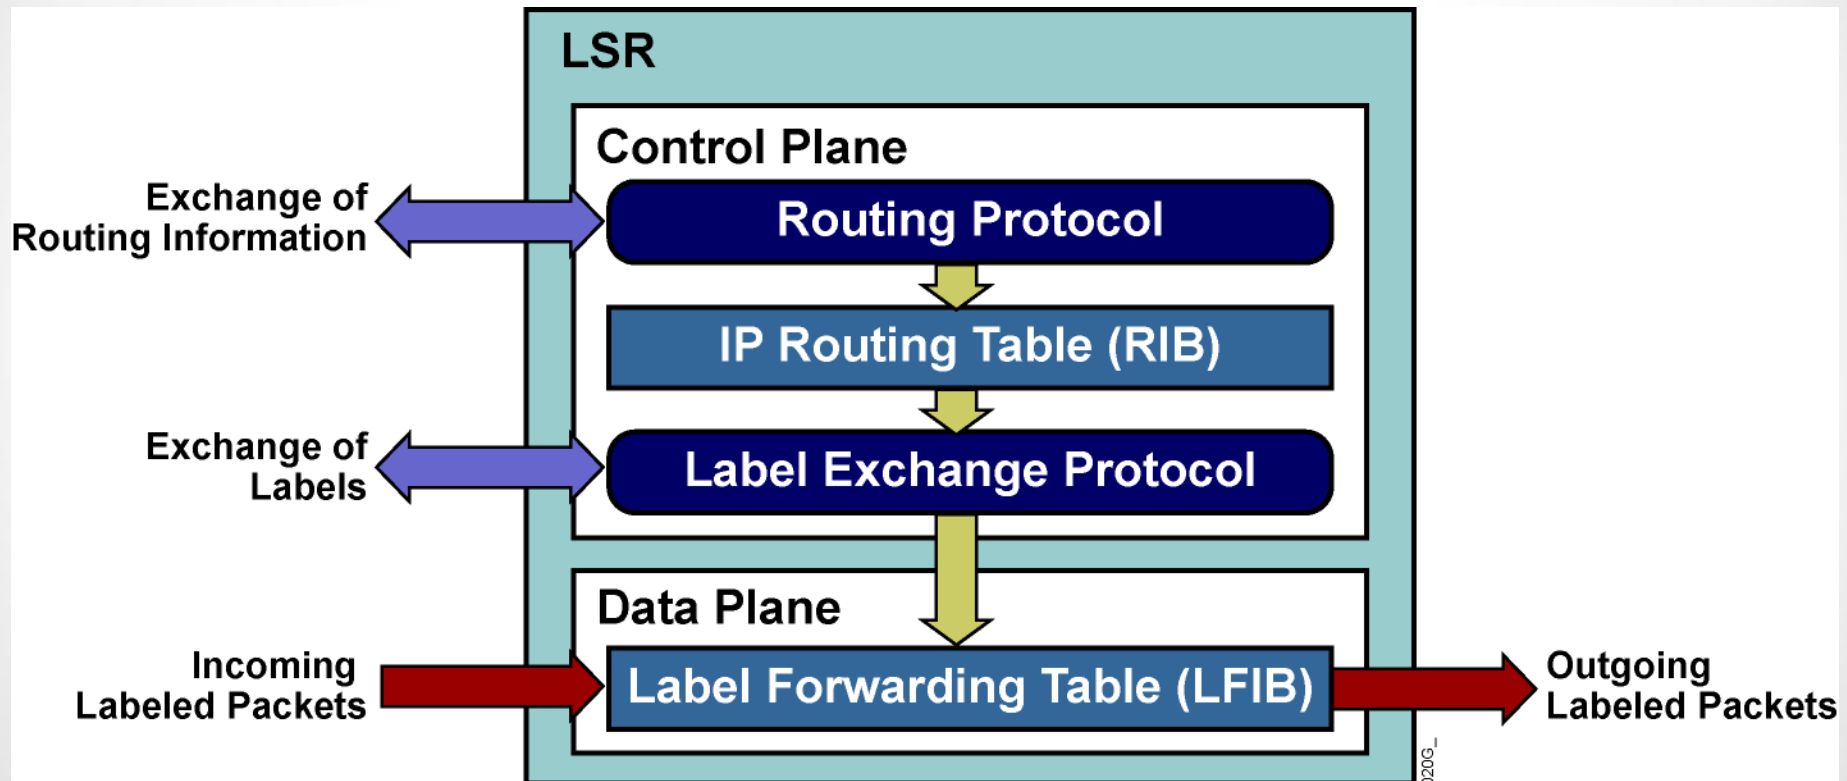 LSR
Control Plane
Exchange of
Routing Information
Routing Protocol
IP Routing Table (RIB)
Exchange of
Labels
Label Exchange Protocol
Data Plane
Incoming
Labeled Packets
Label Forwarding Table (LFIB)
Outgoing
Labeled Packets
020G_